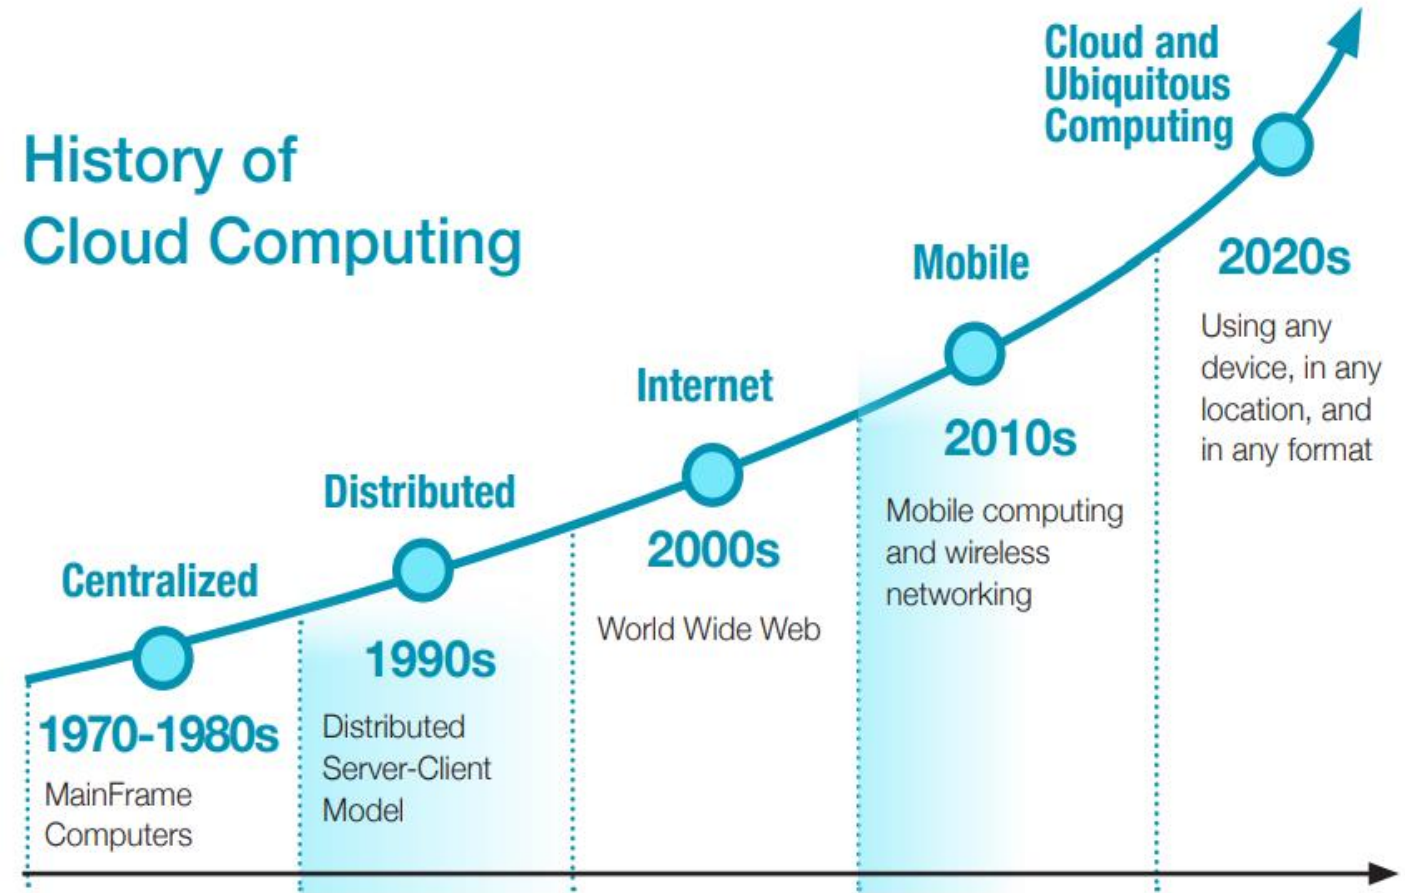 History of
Cloud Computing
Centralized
1970-1980s
MainFrame
Computers
Distributed
1990s
Distributed
Server-Client
Model
Internet
2000s
World Wide Web
Mobile
2010s
Mobile computing
and wireless
networking
Cloud and
Ubiquitous
Computing
2020s
Using any
device, in any
location, and
in any format